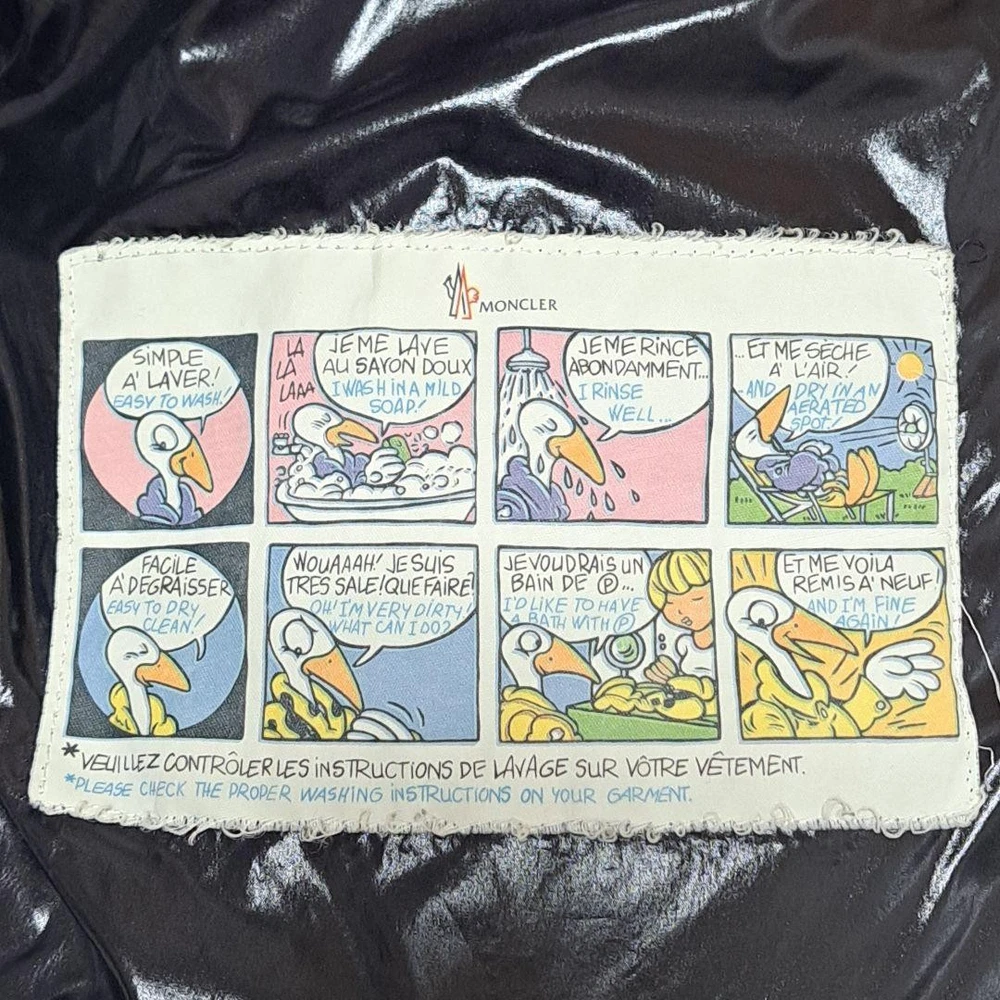 MONCLER
SIMPLE
A' LAVER!
EASY TO WASH!
LA
LA
LAAA
JE ME LAVE
AU SAVON DOUX
I WASH IN A MILD
SOAP!
JE ME RINCE
ABONDAMMENT...
I RINSE
WELL...
...ET ME SÈCHE
A' L'AIR!
AND DRY IN AN
AERATED
SPOT!
FACILE
A' DEGRAISSER
EASY TO DRY
CLEAN!
WOUAAAH! JE SUIS
TRES SALE! QUE FAIRE?
OH! I'M VERY DIRTY!
WHAT CAN I DO?
JE VOUDRAIS UN
BAIN DE Ⓟ...
I'D LIKE TO HAVE
A BATH WITH Ⓟ
ET ME VOILA
REMIS A' NEUF!
AND I'M FINE
AGAIN!
*VEUILLEZ CONTRÔLER LES INSTRUCTIONS DE LAVAGE SUR VÔTRE VÊTEMENT.
*PLEASE CHECK THE PROPER WASHING INSTRUCTIONS ON YOUR GARMENT.